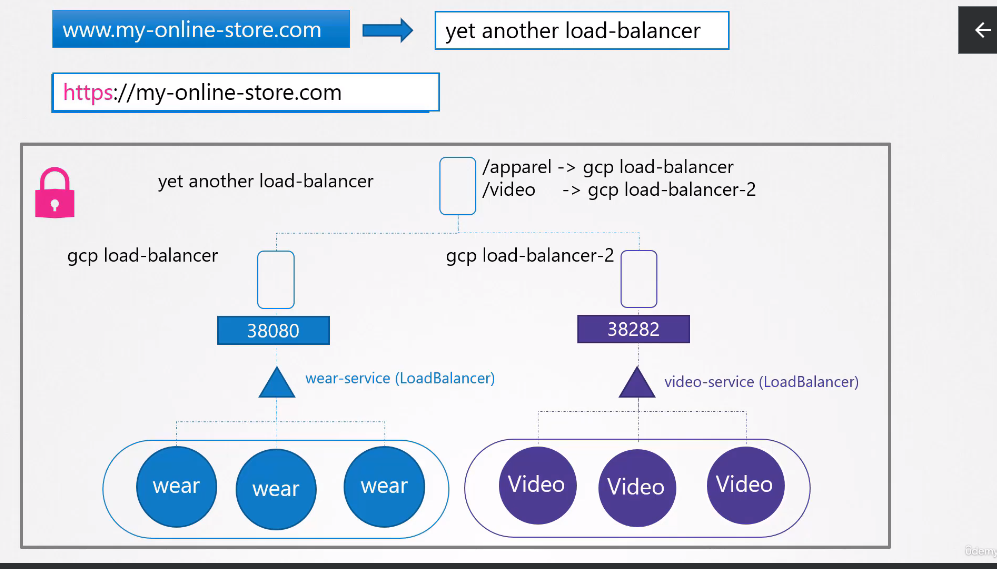 www.my-online-store.com
yet another load-balancer
https://my-online-store.com
yet another load-balancer
/apparel -> gcp load-balancer
/video -> gcp load-balancer-2
gcp load-balancer
gcp load-balancer-2
38080
38282
wear-service (LoadBalancer)
video-service (LoadBalancer)
wear
wear
wear
Video
Video
Video
Udemy